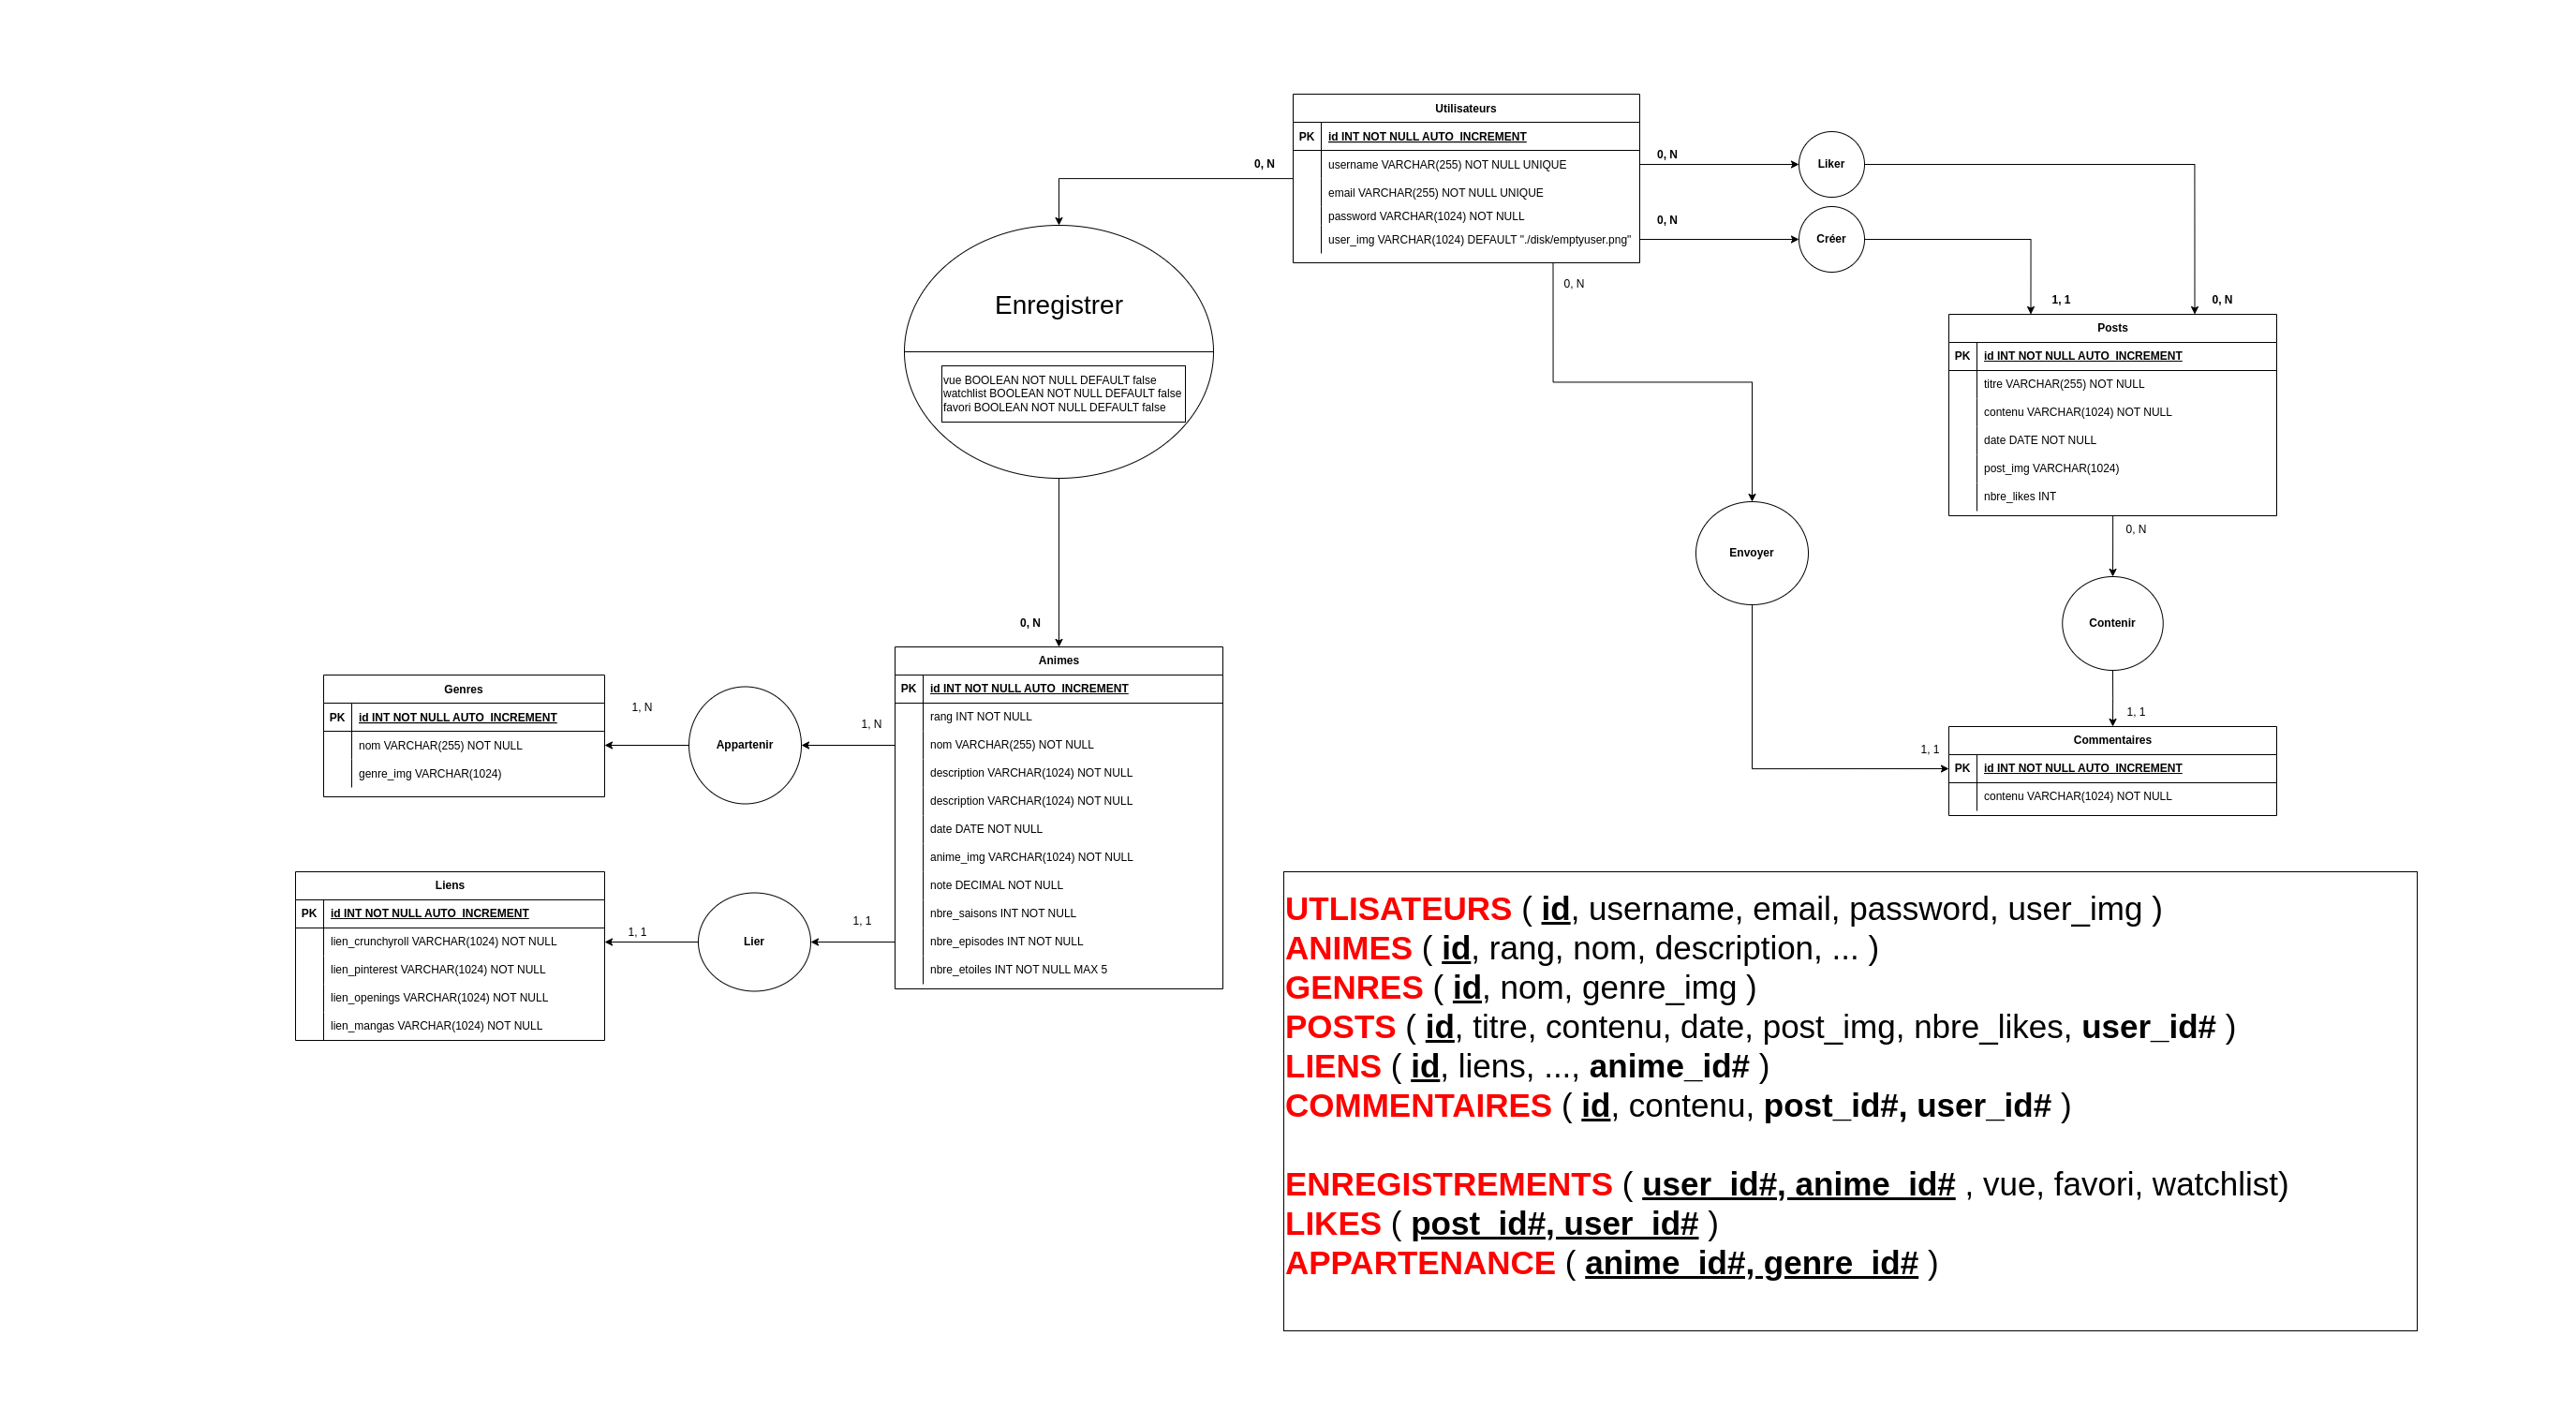 Utilisateurs
PK id INT NOT NULL AUTO_INCREMENT
username VARCHAR(255) NOT NULL UNIQUE
email VARCHAR(255) NOT NULL UNIQUE
password VARCHAR(1024) NOT NULL
user_img VARCHAR(1024) DEFAULT "./disk/emptyuser.png"
0, N
0, N
Liker
0, N
Créer
0, N
1, 1
0, N
Enregistrer
vue BOOLEAN NOT NULL DEFAULT false
watchlist BOOLEAN NOT NULL DEFAULT false
favori BOOLEAN NOT NULL DEFAULT false
Posts
PK id INT NOT NULL AUTO_INCREMENT
titre VARCHAR(255) NOT NULL
contenu VARCHAR(1024) NOT NULL
date DATE NOT NULL
post_img VARCHAR(1024)
nbre_likes INT
0, N
Envoyer
Contenir
0, N
1, 1
1, 1
Commentaires
PK id INT NOT NULL AUTO_INCREMENT
contenu VARCHAR(1024) NOT NULL
Animes
PK id INT NOT NULL AUTO_INCREMENT
rang INT NOT NULL
nom VARCHAR(255) NOT NULL
description VARCHAR(1024) NOT NULL
description VARCHAR(1024) NOT NULL
date DATE NOT NULL
anime_img VARCHAR(1024) NOT NULL
note DECIMAL NOT NULL
nbre_saisons INT NOT NULL
nbre_episodes INT NOT NULL
nbre_etoiles INT NOT NULL MAX 5
Genres
PK id INT NOT NULL AUTO_INCREMENT
nom VARCHAR(255) NOT NULL
genre_img VARCHAR(1024)
1, N
Appartenir
1, N
Liens
PK id INT NOT NULL AUTO_INCREMENT
lien_crunchyroll VARCHAR(1024) NOT NULL
lien_pinterest VARCHAR(1024) NOT NULL
lien_openings VARCHAR(1024) NOT NULL
lien_mangas VARCHAR(1024) NOT NULL
1, 1
Lier
1, 1
UTLISATEURS ( id, username, email, password, user_img )
ANIMES ( id, rang, nom, description, ... )
GENRES ( id, nom, genre_img )
POSTS ( id, titre, contenu, date, post_img, nbre_likes, user_id# )
LIENS ( id, liens, ..., anime_id# )
COMMENTAIRES ( id, contenu, post_id#, user_id# )
ENREGISTREMENTS ( user_id#, anime_id# , vue, favori, watchlist)
LIKES ( post_id#, user_id# )
APPARTENANCE ( anime_id#, genre_id# )